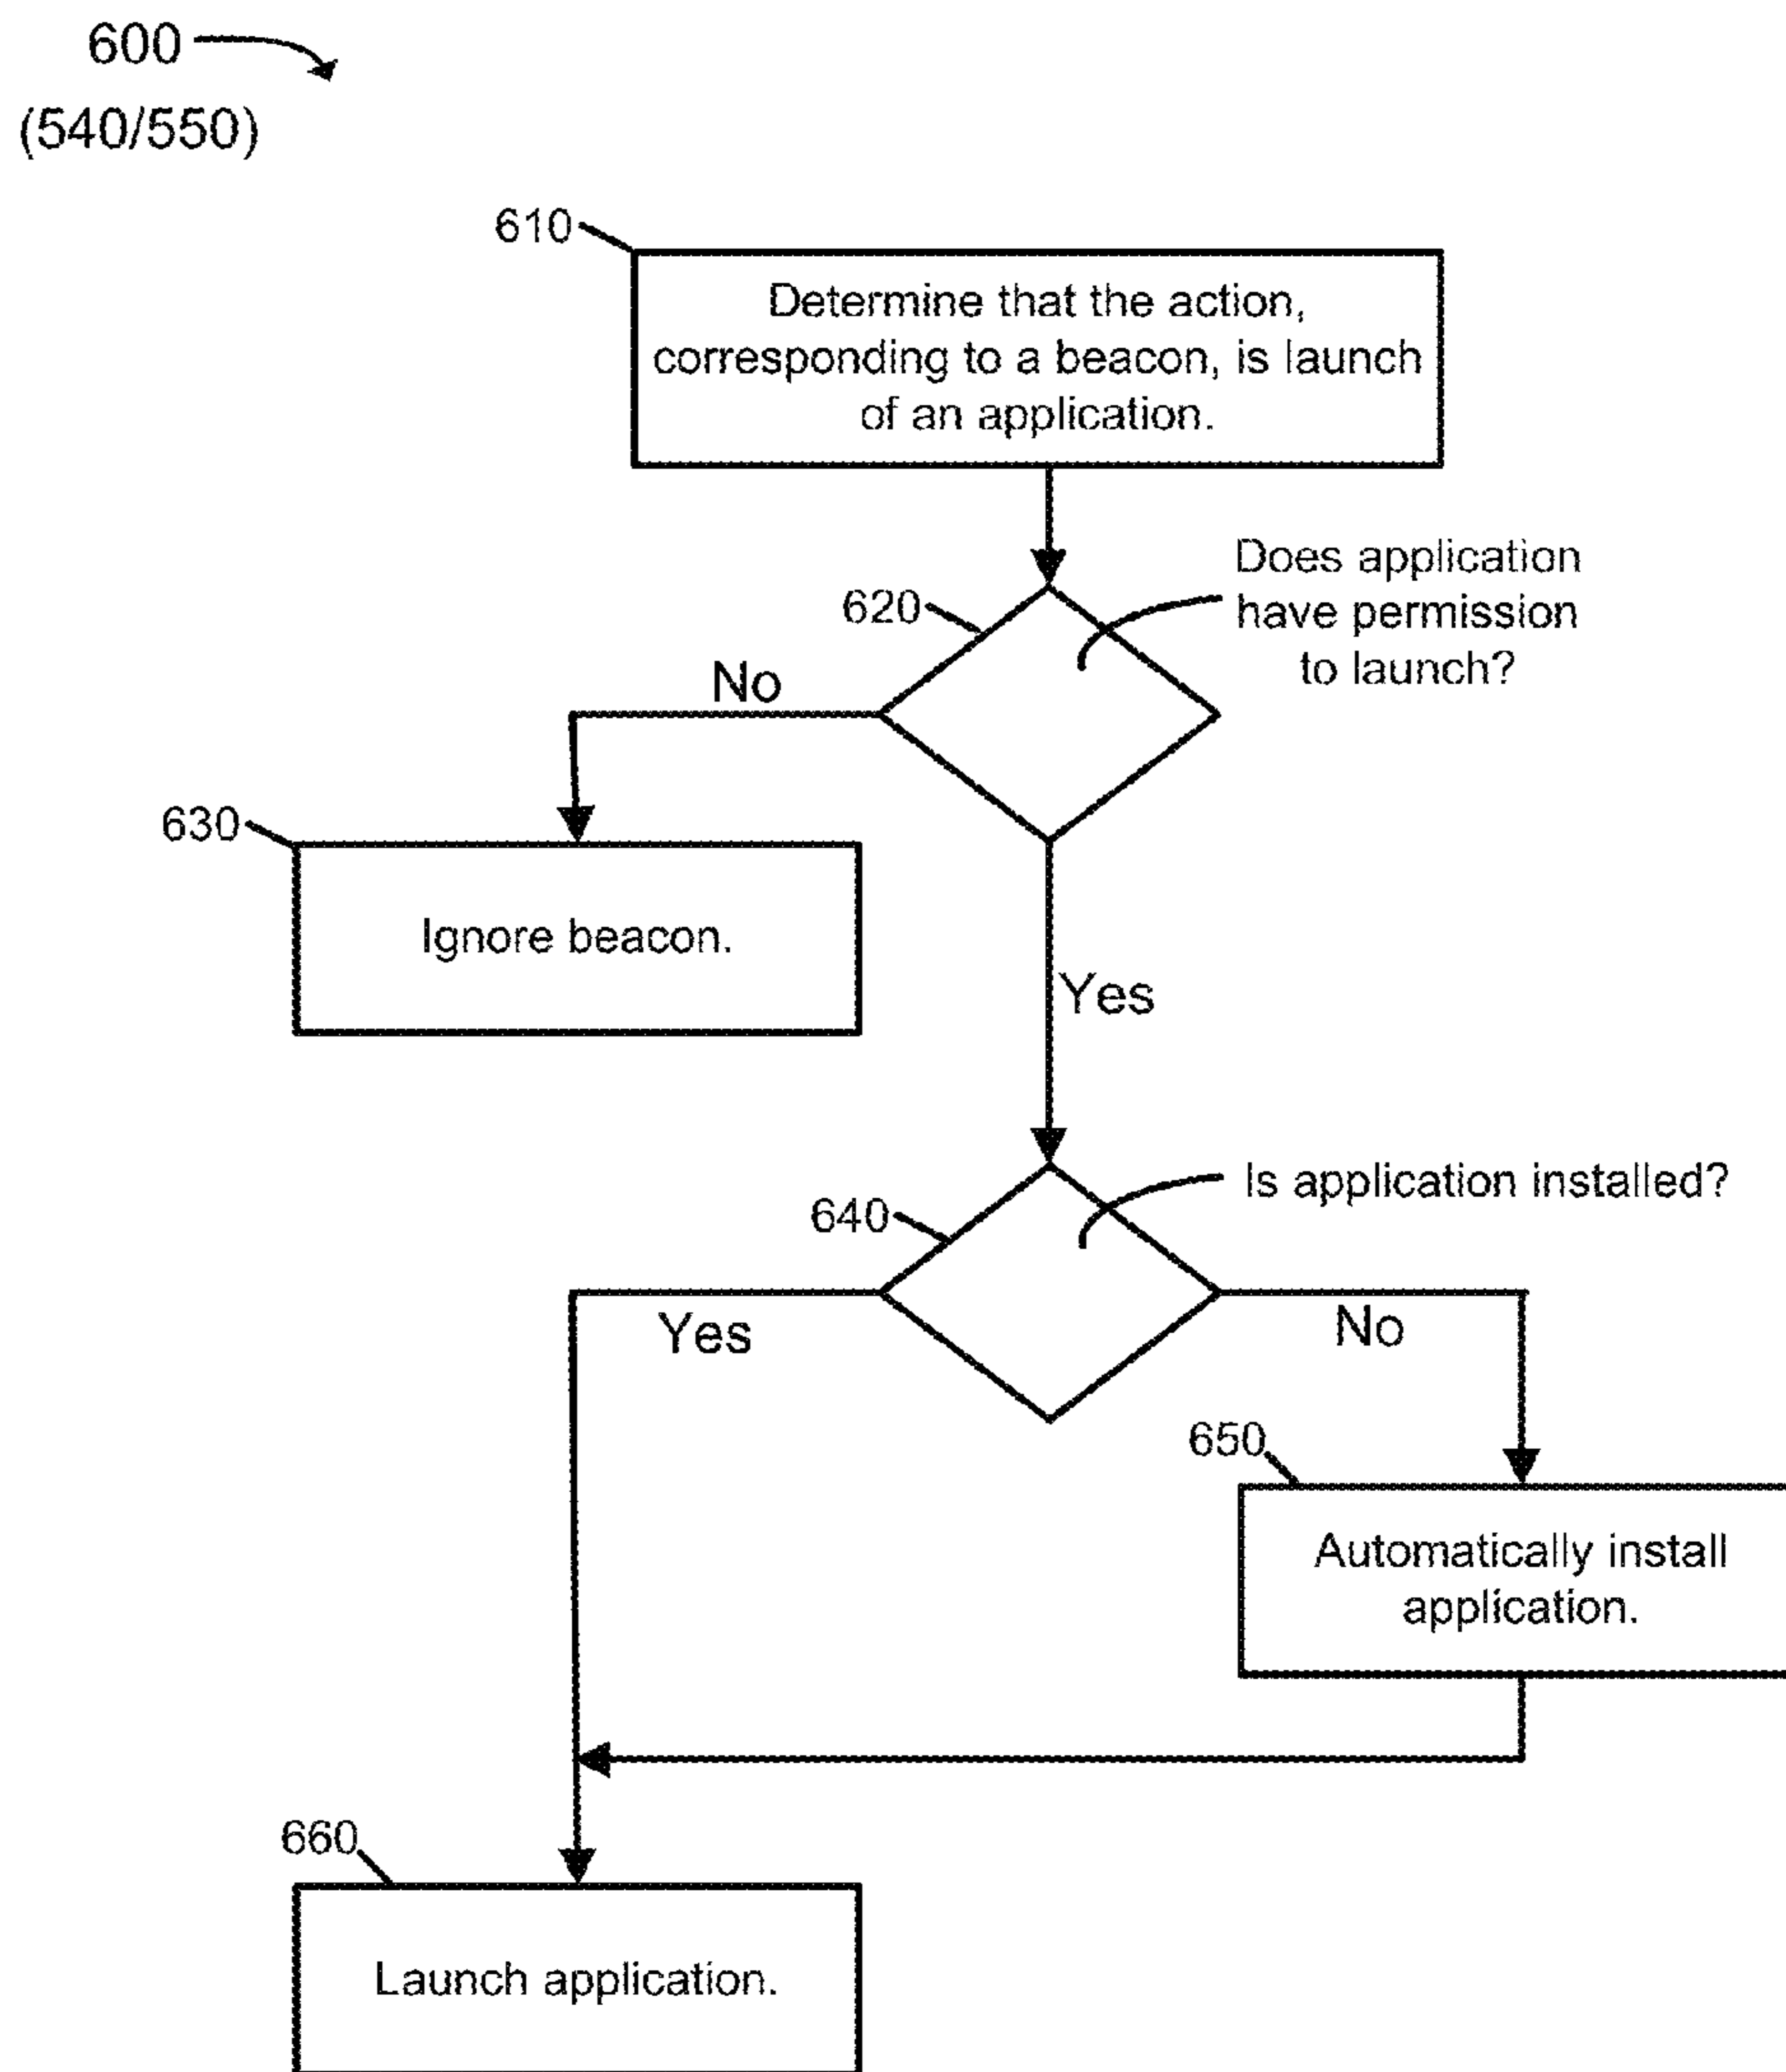 600
(540/550)
610
Determine that the action,
corresponding to a beacon, is launch
of an application.
620
Does application
have permission
to launch?
No
630
Ignore beacon.
Yes
640
Is application installed?
Yes
No
650
Automatically install
application.
660
Launch application.